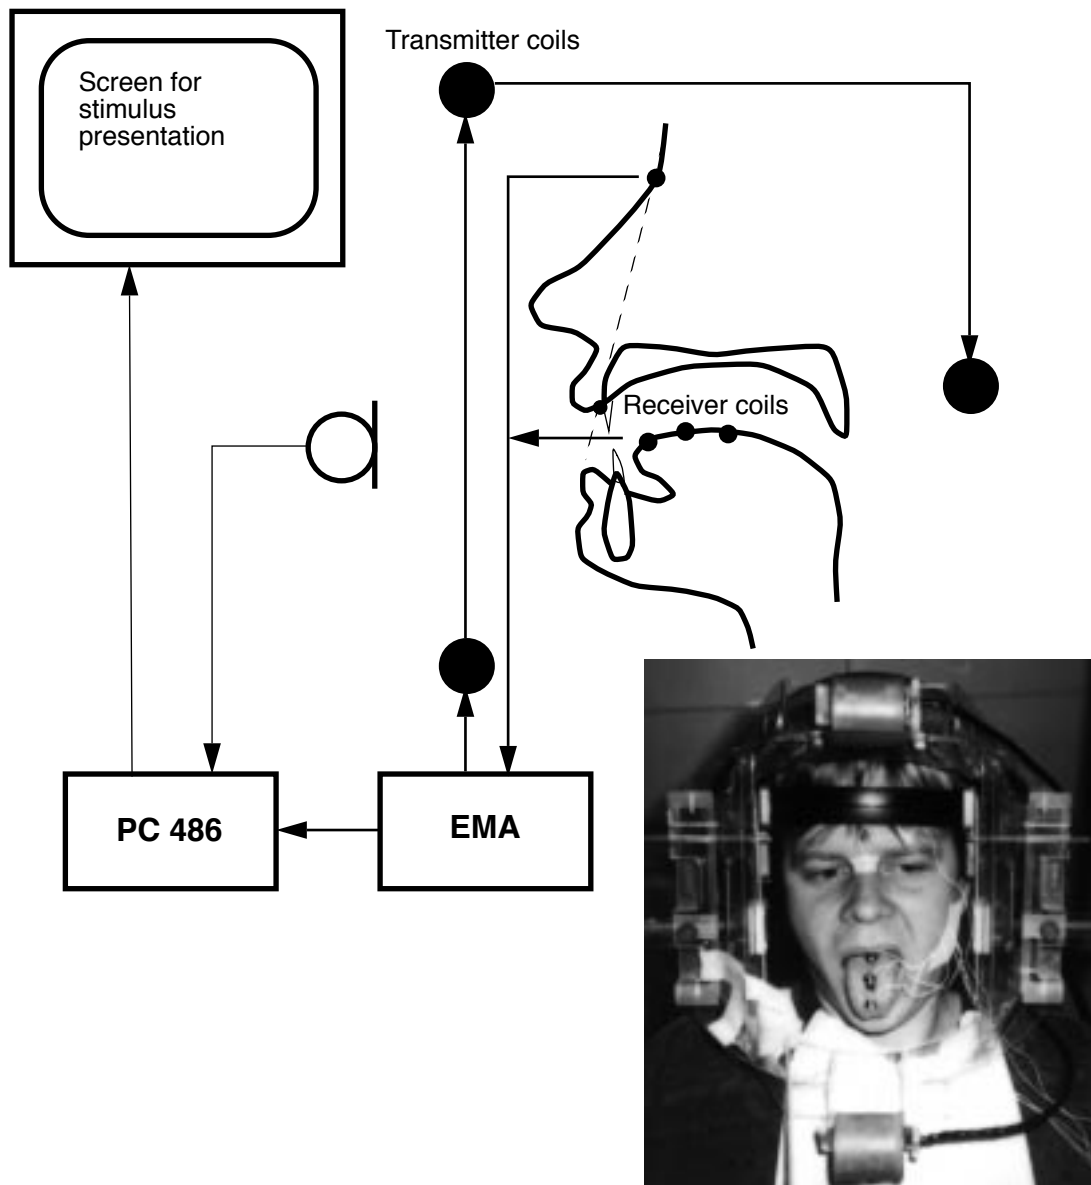 Transmitter coils
Screen for
stimulus
presentation
Receiver coils
PC 486
EMA